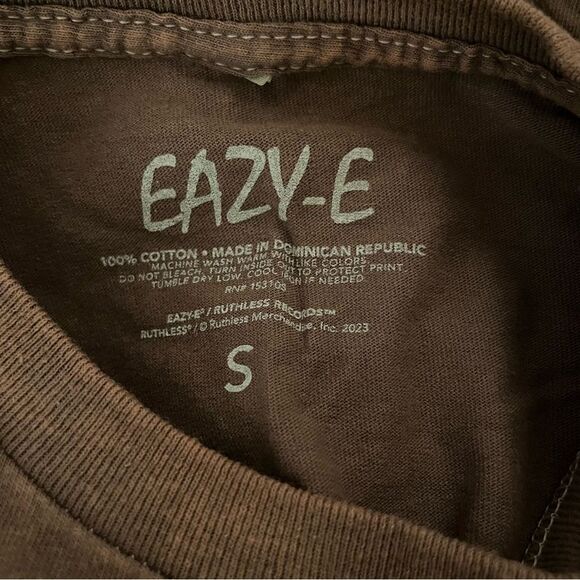 EAZY-E
100% COTTON • MADE IN DOMINICAN REPUBLIC
MACHINE WASH WARM WITH LIKE COLORS
DO NOT BLEACH. TURN INSIDE OUT TO PROTECT PRINT
TUMBLE DRY LOW. COOL IRON IF NEEDED
RN#
EAZY-E® / RUTHLESS RECORDS™
RUTHLESS® / © Ruthless Merchandise, Inc. 2023
S